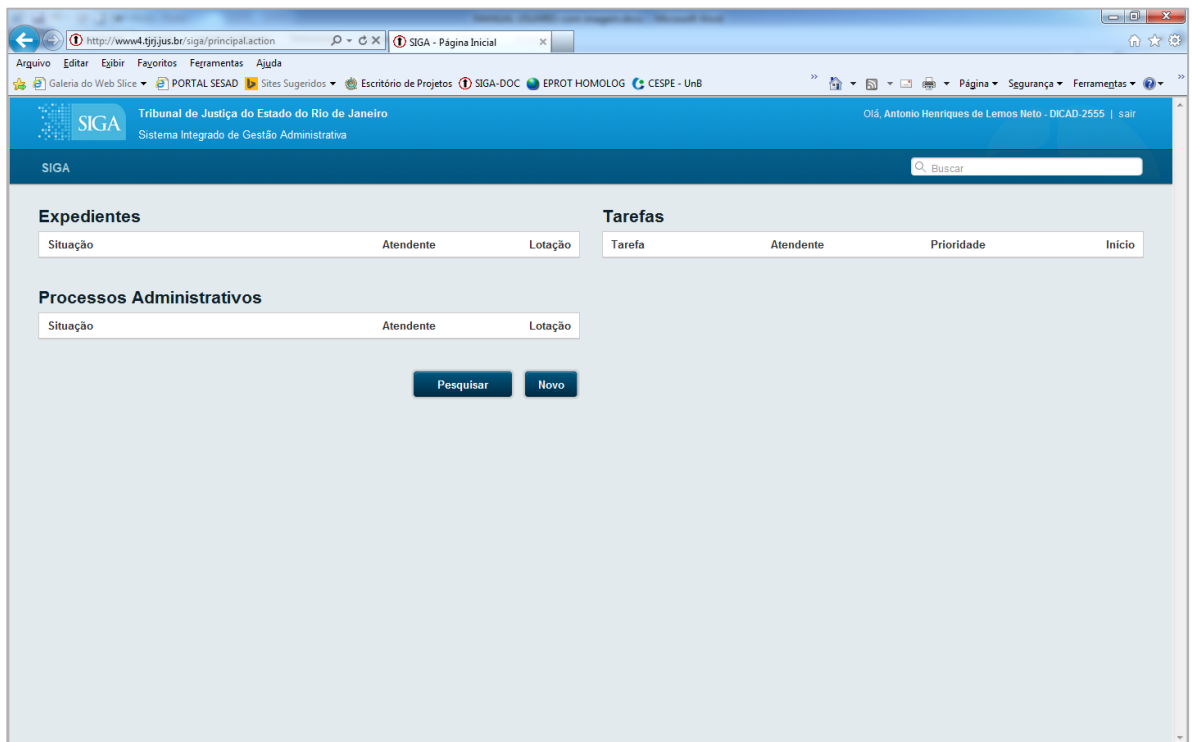 http://www4.tjrj.jus.br/siga/principal.action
SIGA - Página Inicial
Arquivo Editar Exibir Favoritos Ferramentas Ajuda
Galeria do Web Slice PORTAL SESAD Sites Sugeridos Escritório de Projetos SIGA-DOC EPROT HOMOLOG CESPE - UnB Página Segurança Ferramentas
SIGA
Tribunal de Justiça do Estado do Rio de Janeiro
Sistema Integrado de Gestão Administrativa
Olá, Antonio Henriques de Lemos Neto - DICAD-2555 | sair
SIGA Buscar
Expedientes
Situação Atendente Lotação
Tarefas
Tarefa Atendente Prioridade Início
Processos Administrativos
Situação Atendente Lotação
Pesquisar Novo